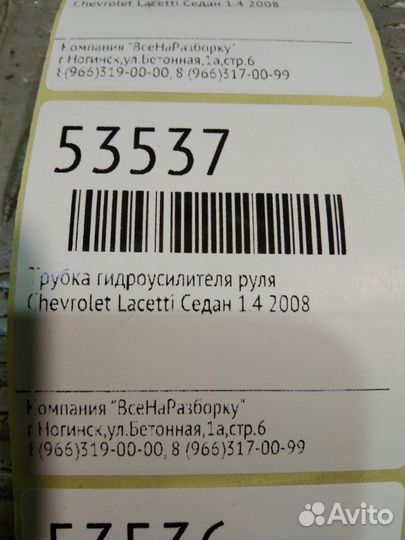 Chevrolet Lacetti Седан 1.4 2008
Компания "ВсеНаРазборку"
г.Ногинск,ул.Бетонная,1а,стр.6
8(966)319-00-00, 8 (966)317-00-99
53537
Трубка гидроусилителя руля
Chevrolet Lacetti Седан 1.4 2008
Компания "ВсеНаРазборку"
г.Ногинск,ул.Бетонная,1а,стр.6
8(966)319-00-00, 8 (966)317-00-99
53536
Avito